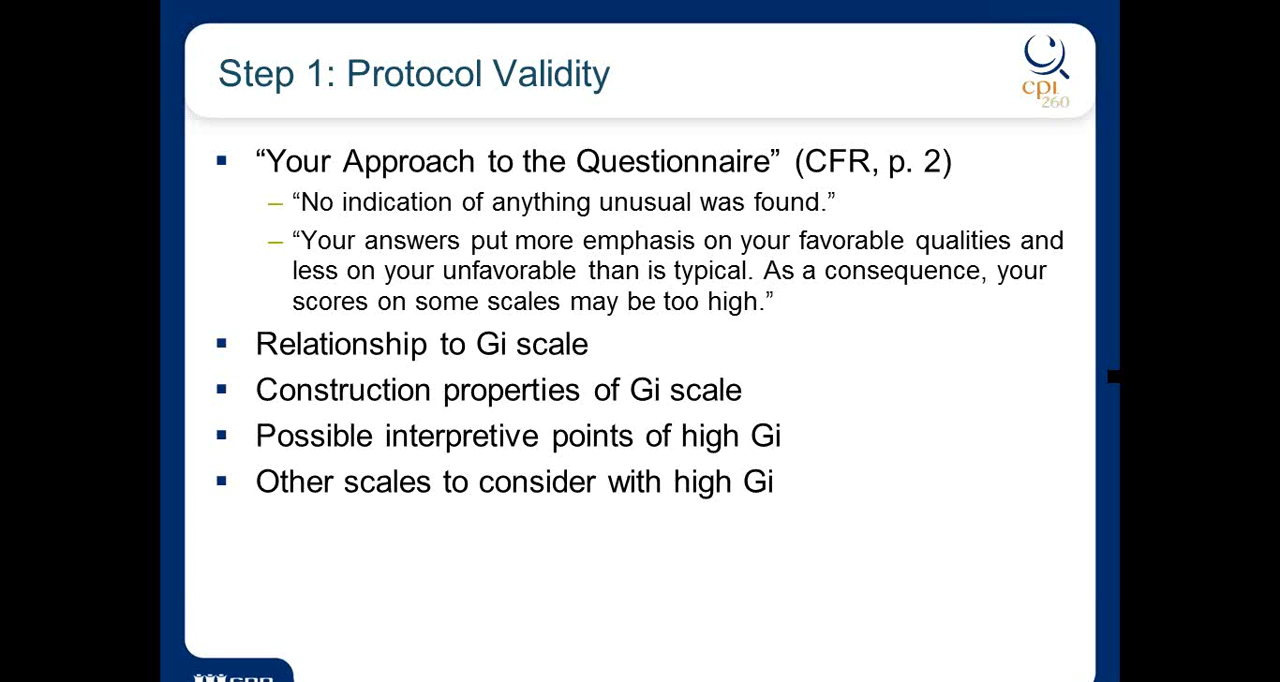 Step 1: Protocol Validity
cpi
260
▪ “Your Approach to the Questionnaire” (CFR, p. 2)
– “No indication of anything unusual was found.”
– “Your answers put more emphasis on your favorable qualities and
less on your unfavorable than is typical. As a consequence, your
scores on some scales may be too high.”
▪ Relationship to Gi scale
▪ Construction properties of Gi scale
▪ Possible interpretive points of high Gi
▪ Other scales to consider with high Gi